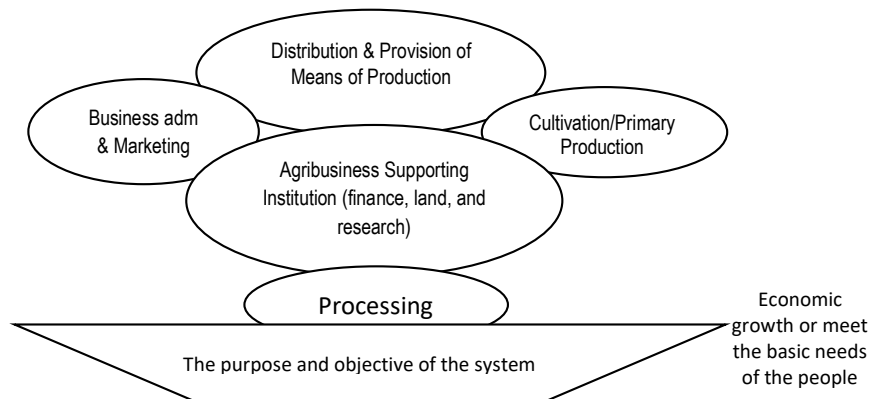 Distribution & Provision of
Means of Production
Business adm
& Marketing
Cultivation/Primary
Production
Agribusiness Supporting
Institution (finance, land, and
research)
Processing
The purpose and objective of the system
Economic
growth or meet
the basic needs
of the people